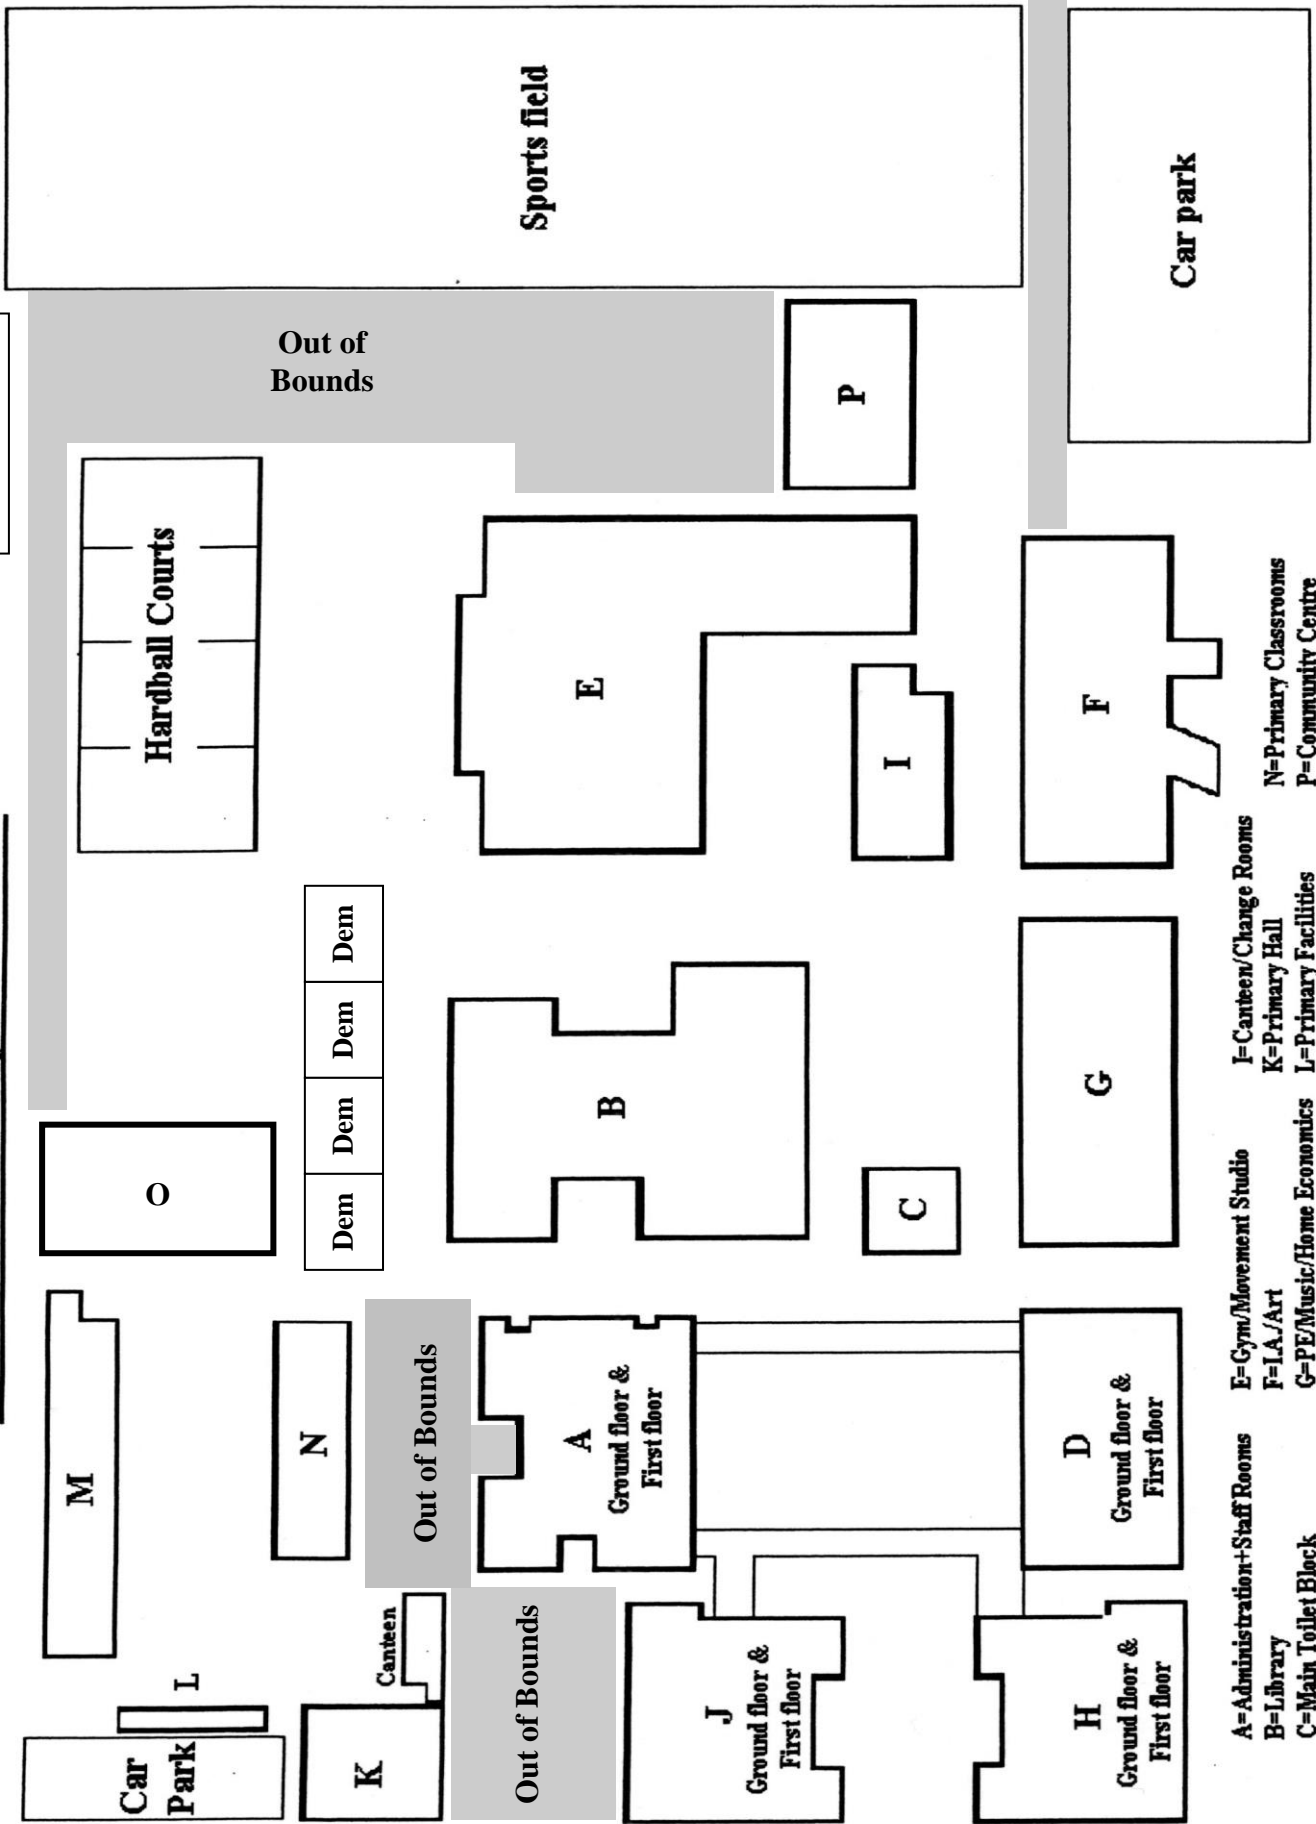 Sports field
Car park
Out of
Bounds
P
Hardball Courts
E
I
F
Dem
Dem
Dem
Dem
O
B
C
G
M
N
Out of Bounds
A
Ground floor &
First floor
D
Ground floor &
First floor
L
Car
Park
K
Canteen
Out of Bounds
J
Ground floor &
First floor
H
Ground floor &
First floor
A=Administration+Staff Rooms
B=Library
C=Main Toilet Block
E=Gym/Movement Studio
F=I.A./Art
G=PE/Music/Home Economics
I=Canteen/Change Rooms
K=Primary Hall
L=Primary Facilities
N=Primary Classrooms
P=Community Centre